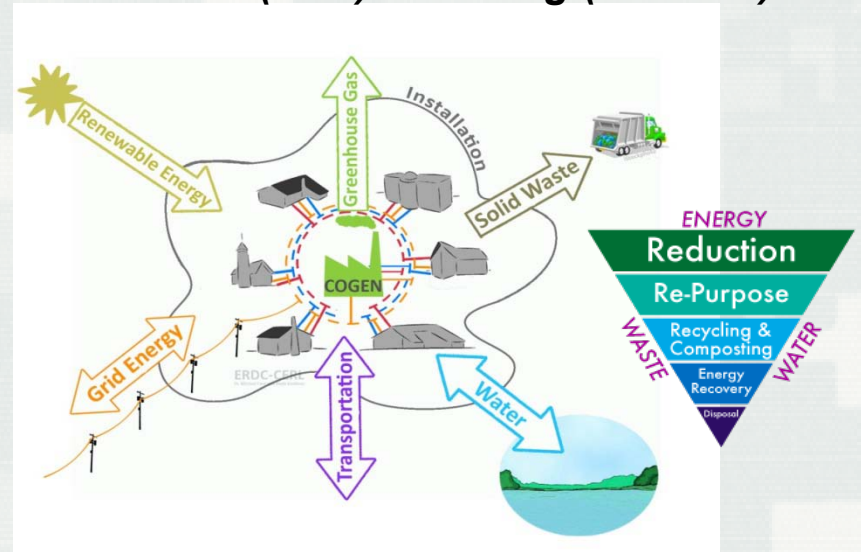 Renewable Energy
Greenhouse Gas
Installation
Solid Waste
COGEN
Grid Energy
ERDC-CERL
Transportation
Water
ENERGY
Reduction
Re-Purpose
Recycling &
Composting
Energy
Recovery
Disposal
WASTE
WATER